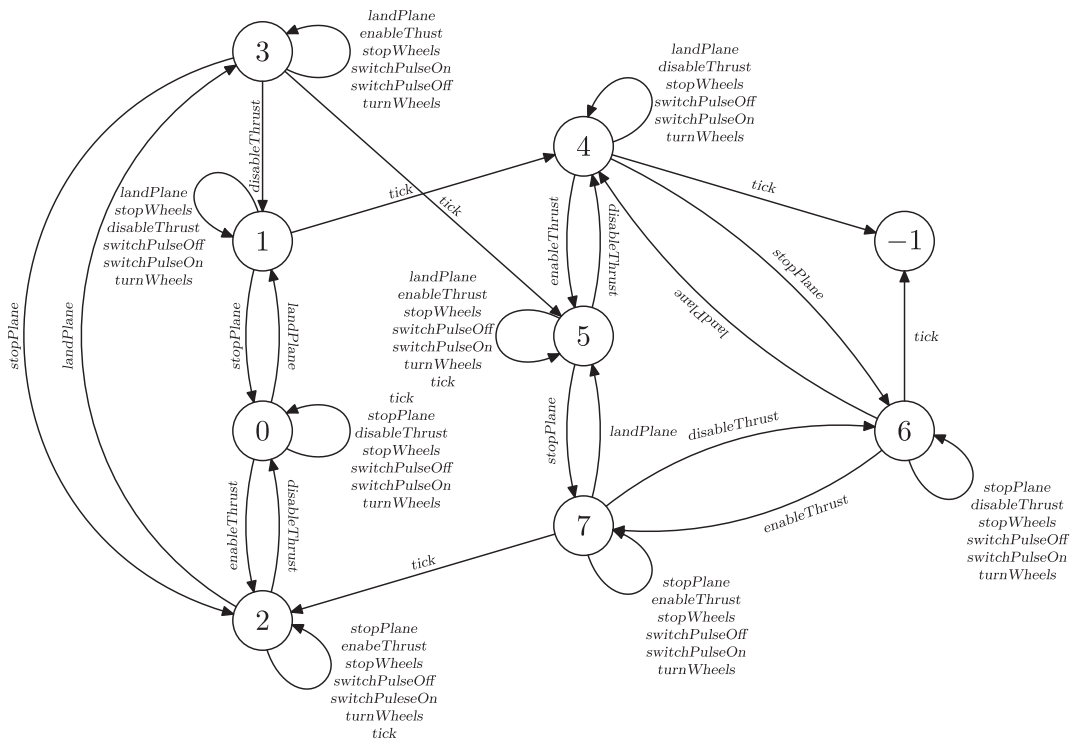 landPlane
enableThust
stopWheels
switchPulseOn
switchPulseOff
turnWheels
3
landPlane
disableThrust
stopWheels
switchPulseOff
switchPulseOn
turnWheels
4
disableThrust
tick
tick
tick
landPlane
stopWheels
disableThrust
switchPulseOff
switchPulseOn
turnWheels
1
−1
enableThrust
disableThrust
stopPlane
landPlane
stopPlane
landPlane
stopPlane
landPlane
landPlane
enableThrust
stopWheels
switchPulseOff
switchPulseOn
turnWheels
tick
5
tick
tick
stopPlane
disableThrust
stopWheels
switchPulseOff
switchPulseOn
turnWheels
0
stopPlane
landPlane
disableThrust
6
enableThrust
disableThrust
enableThrust
stopPlane
disableThrust
stopWheels
switchPulseOff
switchPulseOn
turnWheels
7
tick
stopPlane
enableThrust
stopWheels
switchPulseOff
switchPulseOn
turnWheels
2
stopPlane
enabeThrust
stopWheels
switchPulseOff
switchPuleseOn
turnWheels
tick